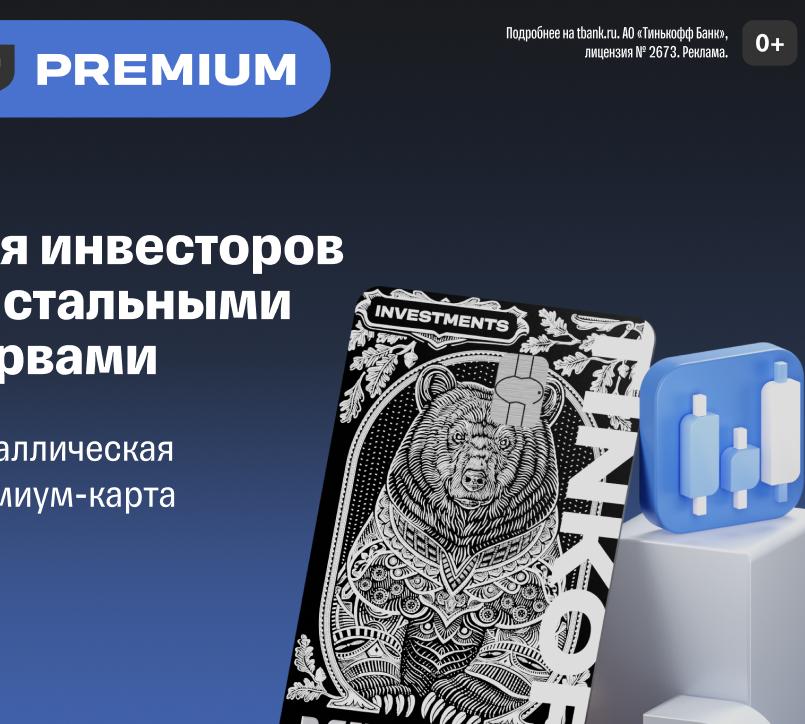 PREMIUM
Подробнее на tbank.ru. АО «Тинькофф Банк»,
лицензия № 2673. Реклама.
0+
я инвесторов
стальными
рвами
аллическая
миум-карта
INVESTMENTS
TINKOF